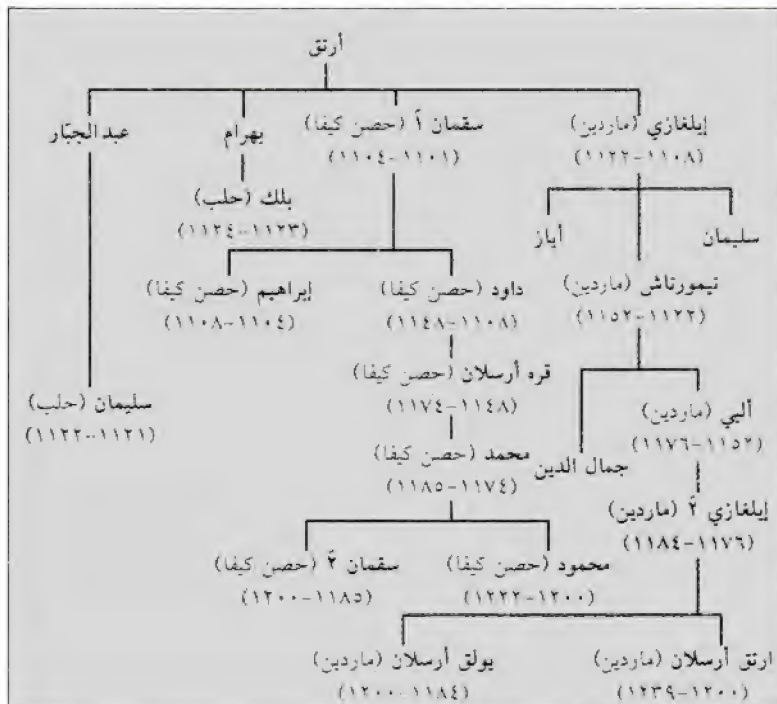 أرتق
إيلغازي (ماردين) سقمان أ (حصن كيفا) بهرام عبد الجبّار
(١١٠٨-١١٢٢) (١١٠١-١١٠٤)
بلك (حلب)
(١١٢٣-١١٢٤)
سليمان أياز
تيمورتاش (ماردين) داود (حصن كيفا) إبراهيم (حصن كيفا)
(١١٢٢-١١٥٢) (١١٠٨-١١٤٨) (١١٠٤-١١٠٨)
قره أرسلان (حصن كيفا)
(١١٤٨-١١٧٤)
سليمان (حلب)
(١١٢١-١١٢٢)
ألبي (ماردين)
(١١٥٢-١١٧٦)
جمال الدين
محمد (حصن كيفا)
(١١٧٤-١١٨٥)
إيلغازي ٢ (ماردين)
(١١٧٦-١١٨٤)
محمود (حصن كيفا) سقمان ٢ (حصن كيفا)
(١٢٠٠-١٢٢٢) (١١٨٥-١٢٠٠)
ارتق أرسلان (ماردين) يولق أرسلان (ماردين)
(١٢٠٠-١٢٣٩) (١١٨٤-١٢٠٠)